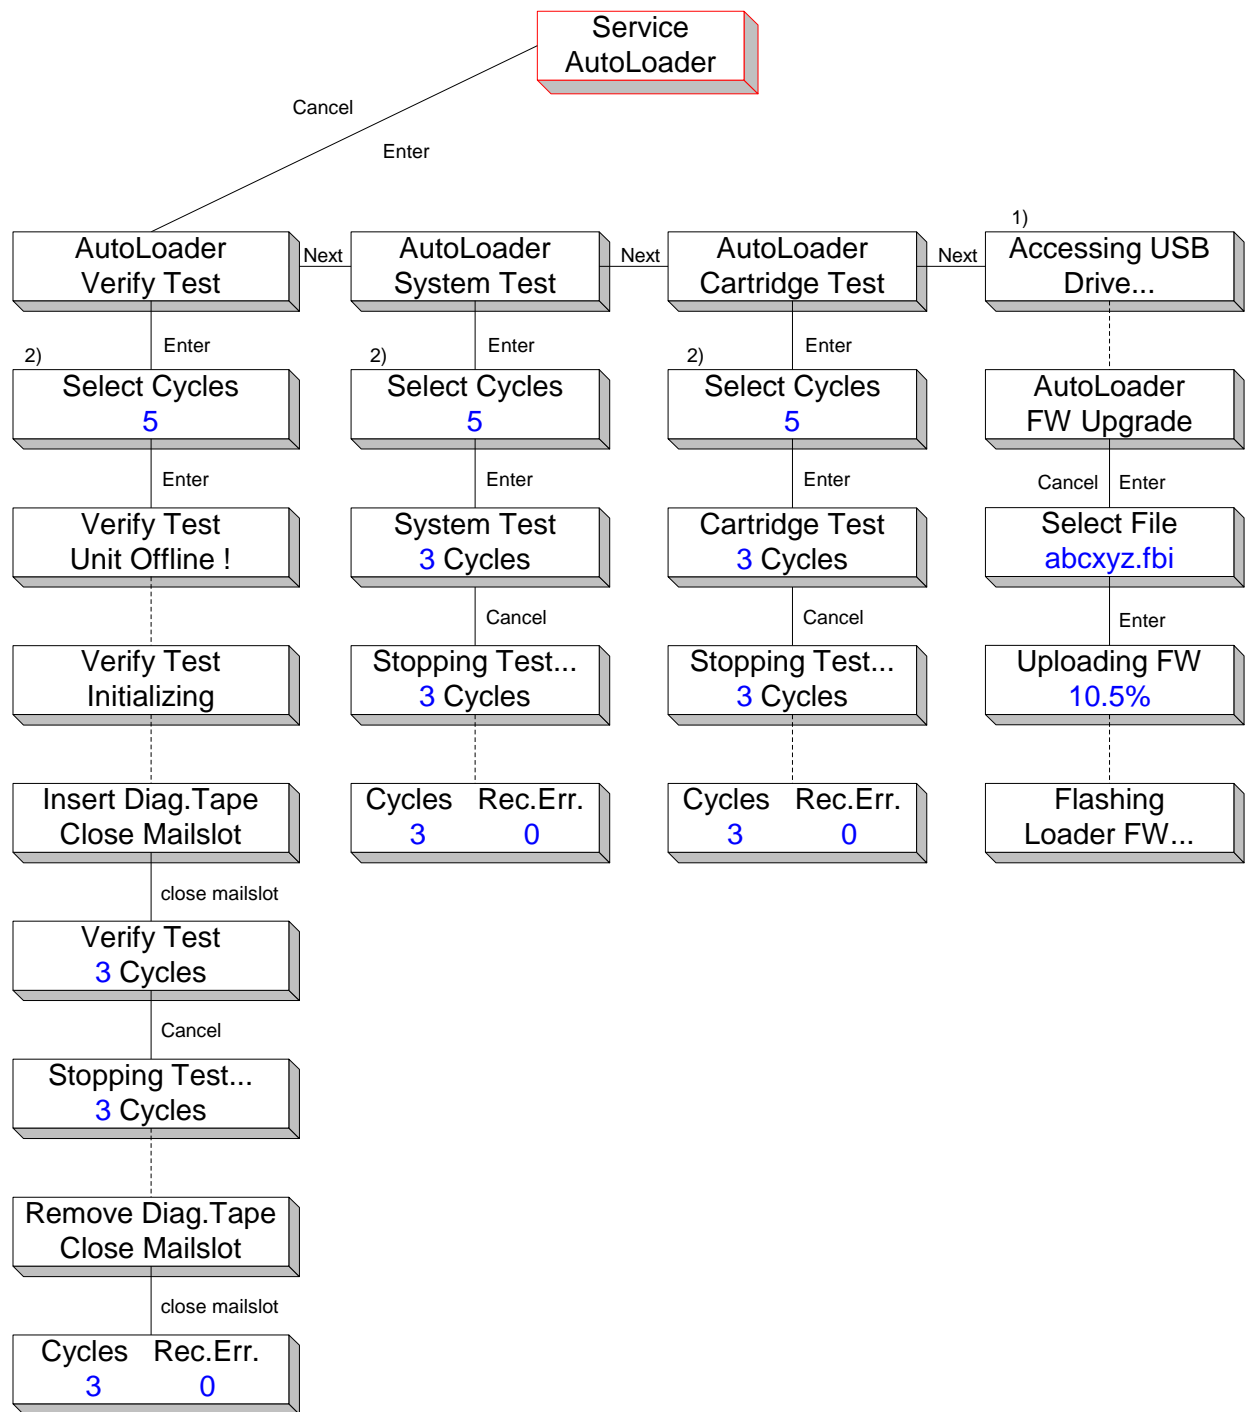 Service
AutoLoader
Cancel
Enter
1)
AutoLoader
Verify Test
Next
AutoLoader
System Test
Next
AutoLoader
Cartridge Test
Next
Accessing USB
Drive...
Enter
Enter
Enter
2)
Select Cycles
5
2)
Select Cycles
5
2)
Select Cycles
5
AutoLoader
FW Upgrade
Enter
Enter
Enter
Cancel
Enter
Verify Test
Unit Offline !
System Test
3 Cycles
Cartridge Test
3 Cycles
Select File
abcxyz.fbi
Cancel
Cancel
Enter
Verify Test
Initializing
Stopping Test...
3 Cycles
Stopping Test...
3 Cycles
Uploading FW
10.5%
Insert Diag.Tape
Close Mailslot
Cycles Rec.Err.
3 0
Cycles Rec.Err.
3 0
Flashing
Loader FW...
close mailslot
Verify Test
3 Cycles
Cancel
Stopping Test...
3 Cycles
Remove Diag.Tape
Close Mailslot
close mailslot
Cycles Rec.Err.
3 0